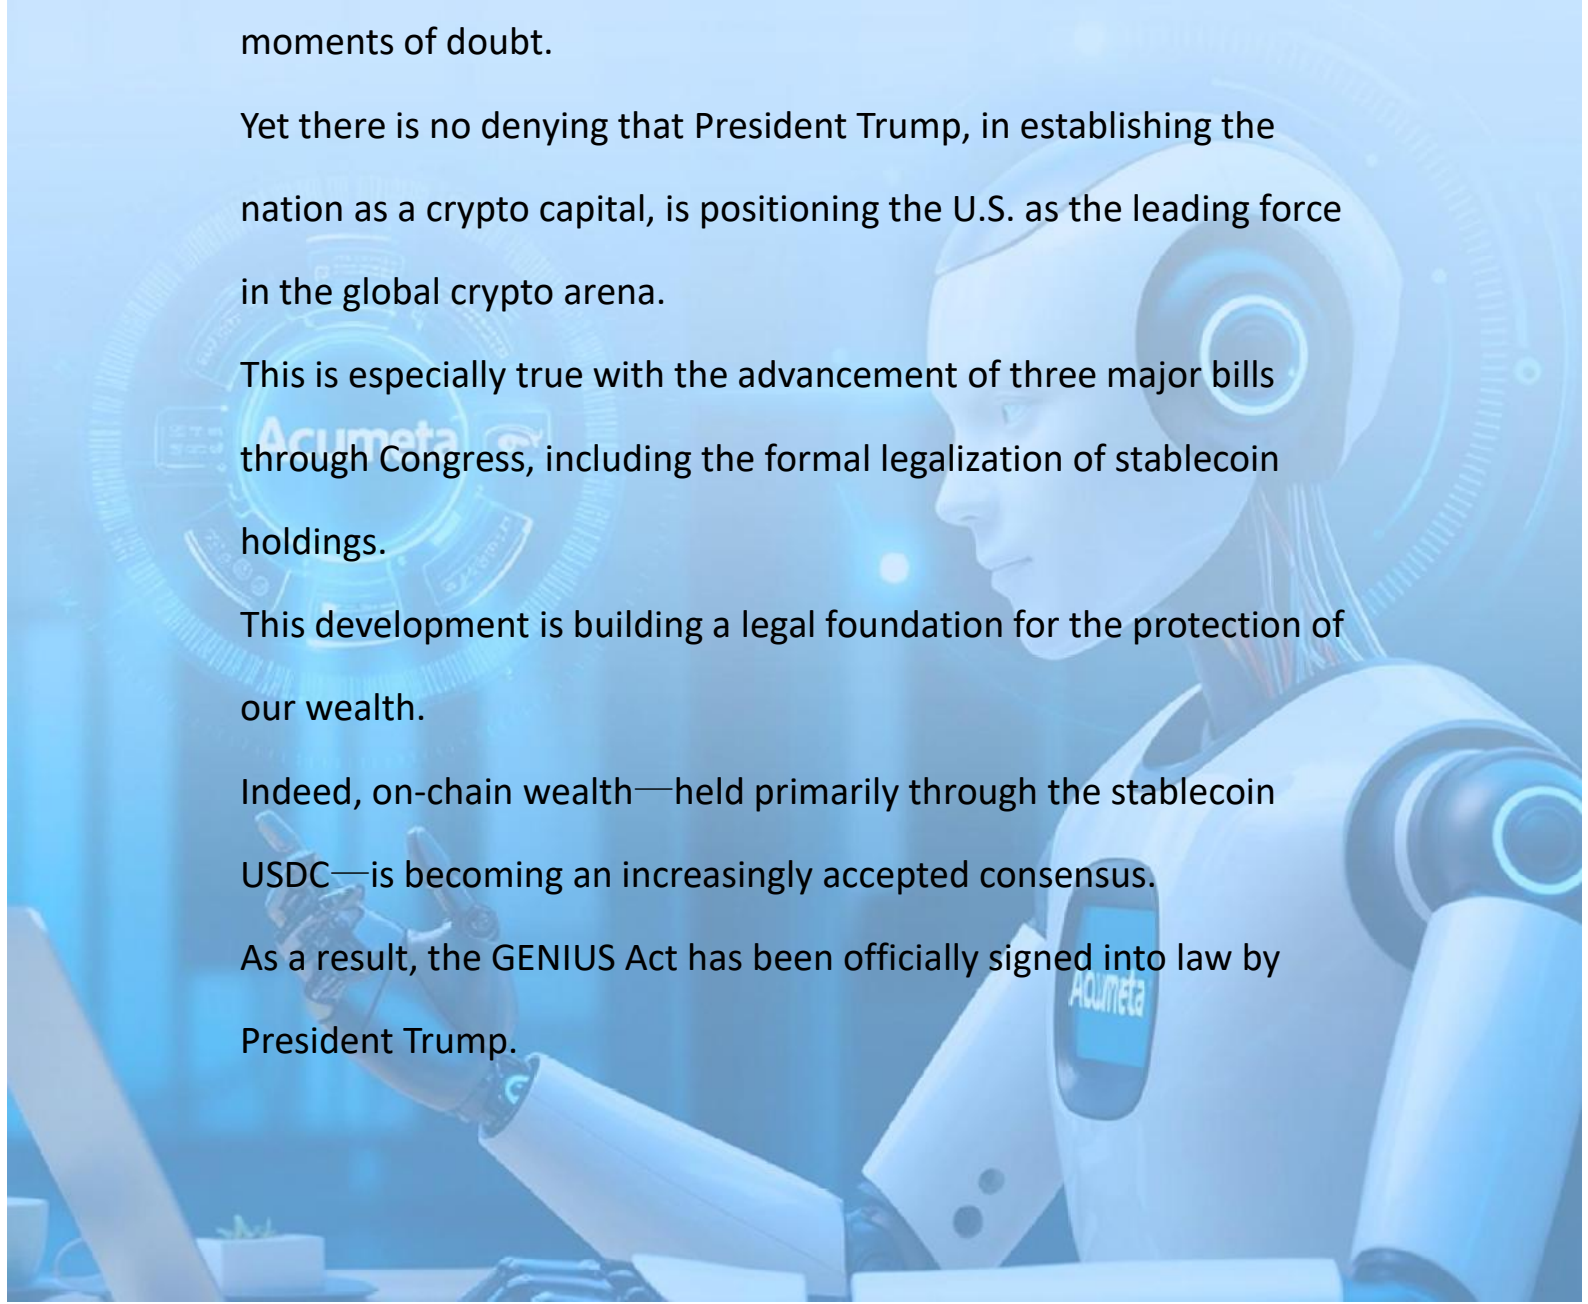 moments of doubt.
Yet there is no denying that President Trump, in establishing the
nation as a crypto capital, is positioning the U.S. as the leading force
in the global crypto arena.
This is especially true with the advancement of three major bills
Acumeta
through Congress, including the formal legalization of stablecoin
holdings.
This development is building a legal foundation for the protection of
our wealth.
Indeed, on-chain wealth—held primarily through the stablecoin
USDC—is becoming an increasingly accepted consensus.
As a result, the GENIUS Act has been officially signed into law by
Acumeta
President Trump.